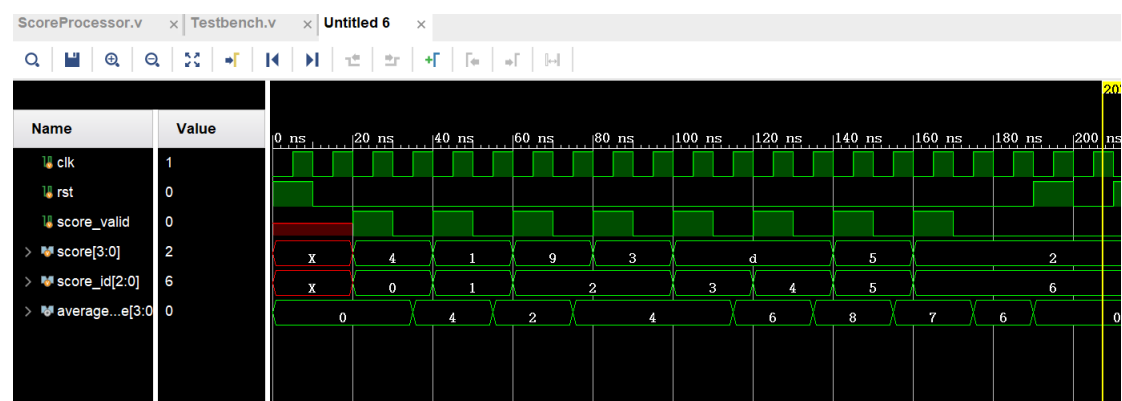 ScoreProcessor.v × Testbench.v × Untitled 6 ×
20
Name Value
0 ns 20 ns 40 ns 60 ns 80 ns 100 ns 120 ns 140 ns 160 ns 180 ns 200 ns
clk 1
rst 0
score_valid 0
score[3:0] 2 X 4 1 9 3 d 5 2
score_id[2:0] 6 X 0 1 2 3 4 5 6
average...e[3:0 0 0 4 2 4 6 8 7 6 0